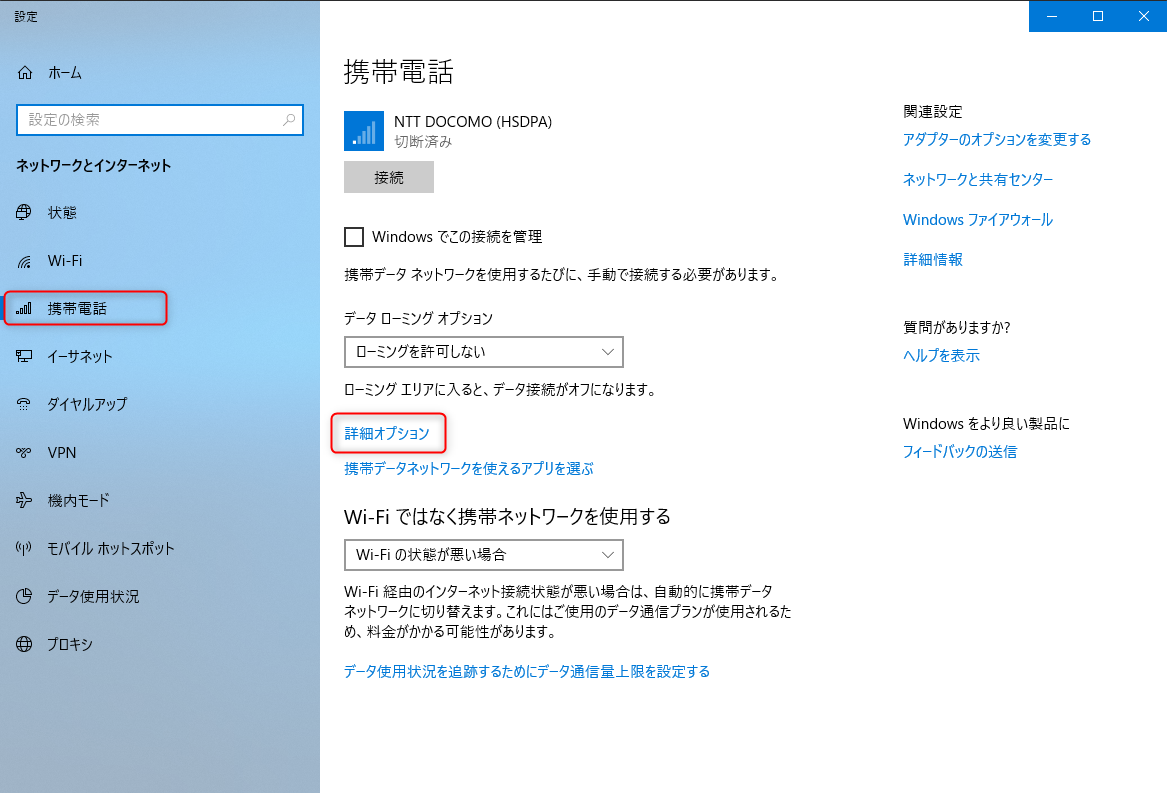 設定
ホーム
設定の検索
ネットワークとインターネット
状態
Wi-Fi
携帯電話
イーサネット
ダイヤルアップ
VPN
機内モード
モバイル ホットスポット
データ使用状況
プロキシ
携帯電話
NTT DOCOMO (HSDPA)
切断済み
接続
Windows でこの接続を管理
携帯データ ネットワークを使用するたびに、手動で接続する必要があります。
データ ローミング オプション
ローミングを許可しない
ローミング エリアに入ると、データ接続がオフになります。
詳細オプション
携帯データネットワークを使えるアプリを選ぶ
Wi-Fi ではなく携帯ネットワークを使用する
Wi-Fi の状態が悪い場合
Wi-Fi 経由のインターネット接続状態が悪い場合は、自動的に携帯データ
ネットワークに切り替えます。これにはご使用のデータ通信プランが使用されるた
め、料金がかかる可能性があります。
データ使用状況を追跡するためにデータ通信量上限を設定する
関連設定
アダプターのオプションを変更する
ネットワークと共有センター
Windows ファイアウォール
詳細情報
質問がありますか?
ヘルプを表示
Windows をより良い製品に
フィードバックの送信